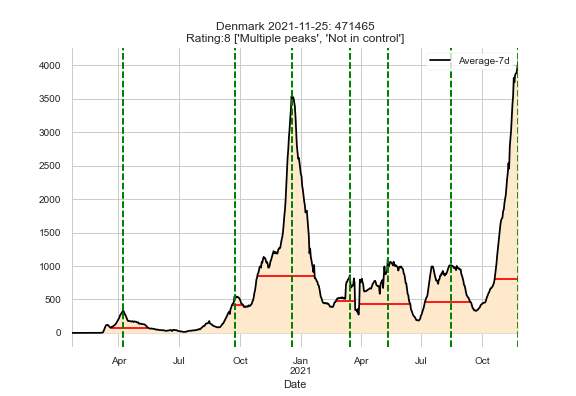 Denmark 2021-11-25: 471465
Rating:8 ['Multiple peaks', 'Not in control']
Average-7d
4000
3500
3000
2500
2000
1500
1000
500
0
Apr Jul Oct Jan Apr Jul Oct
2021
Date